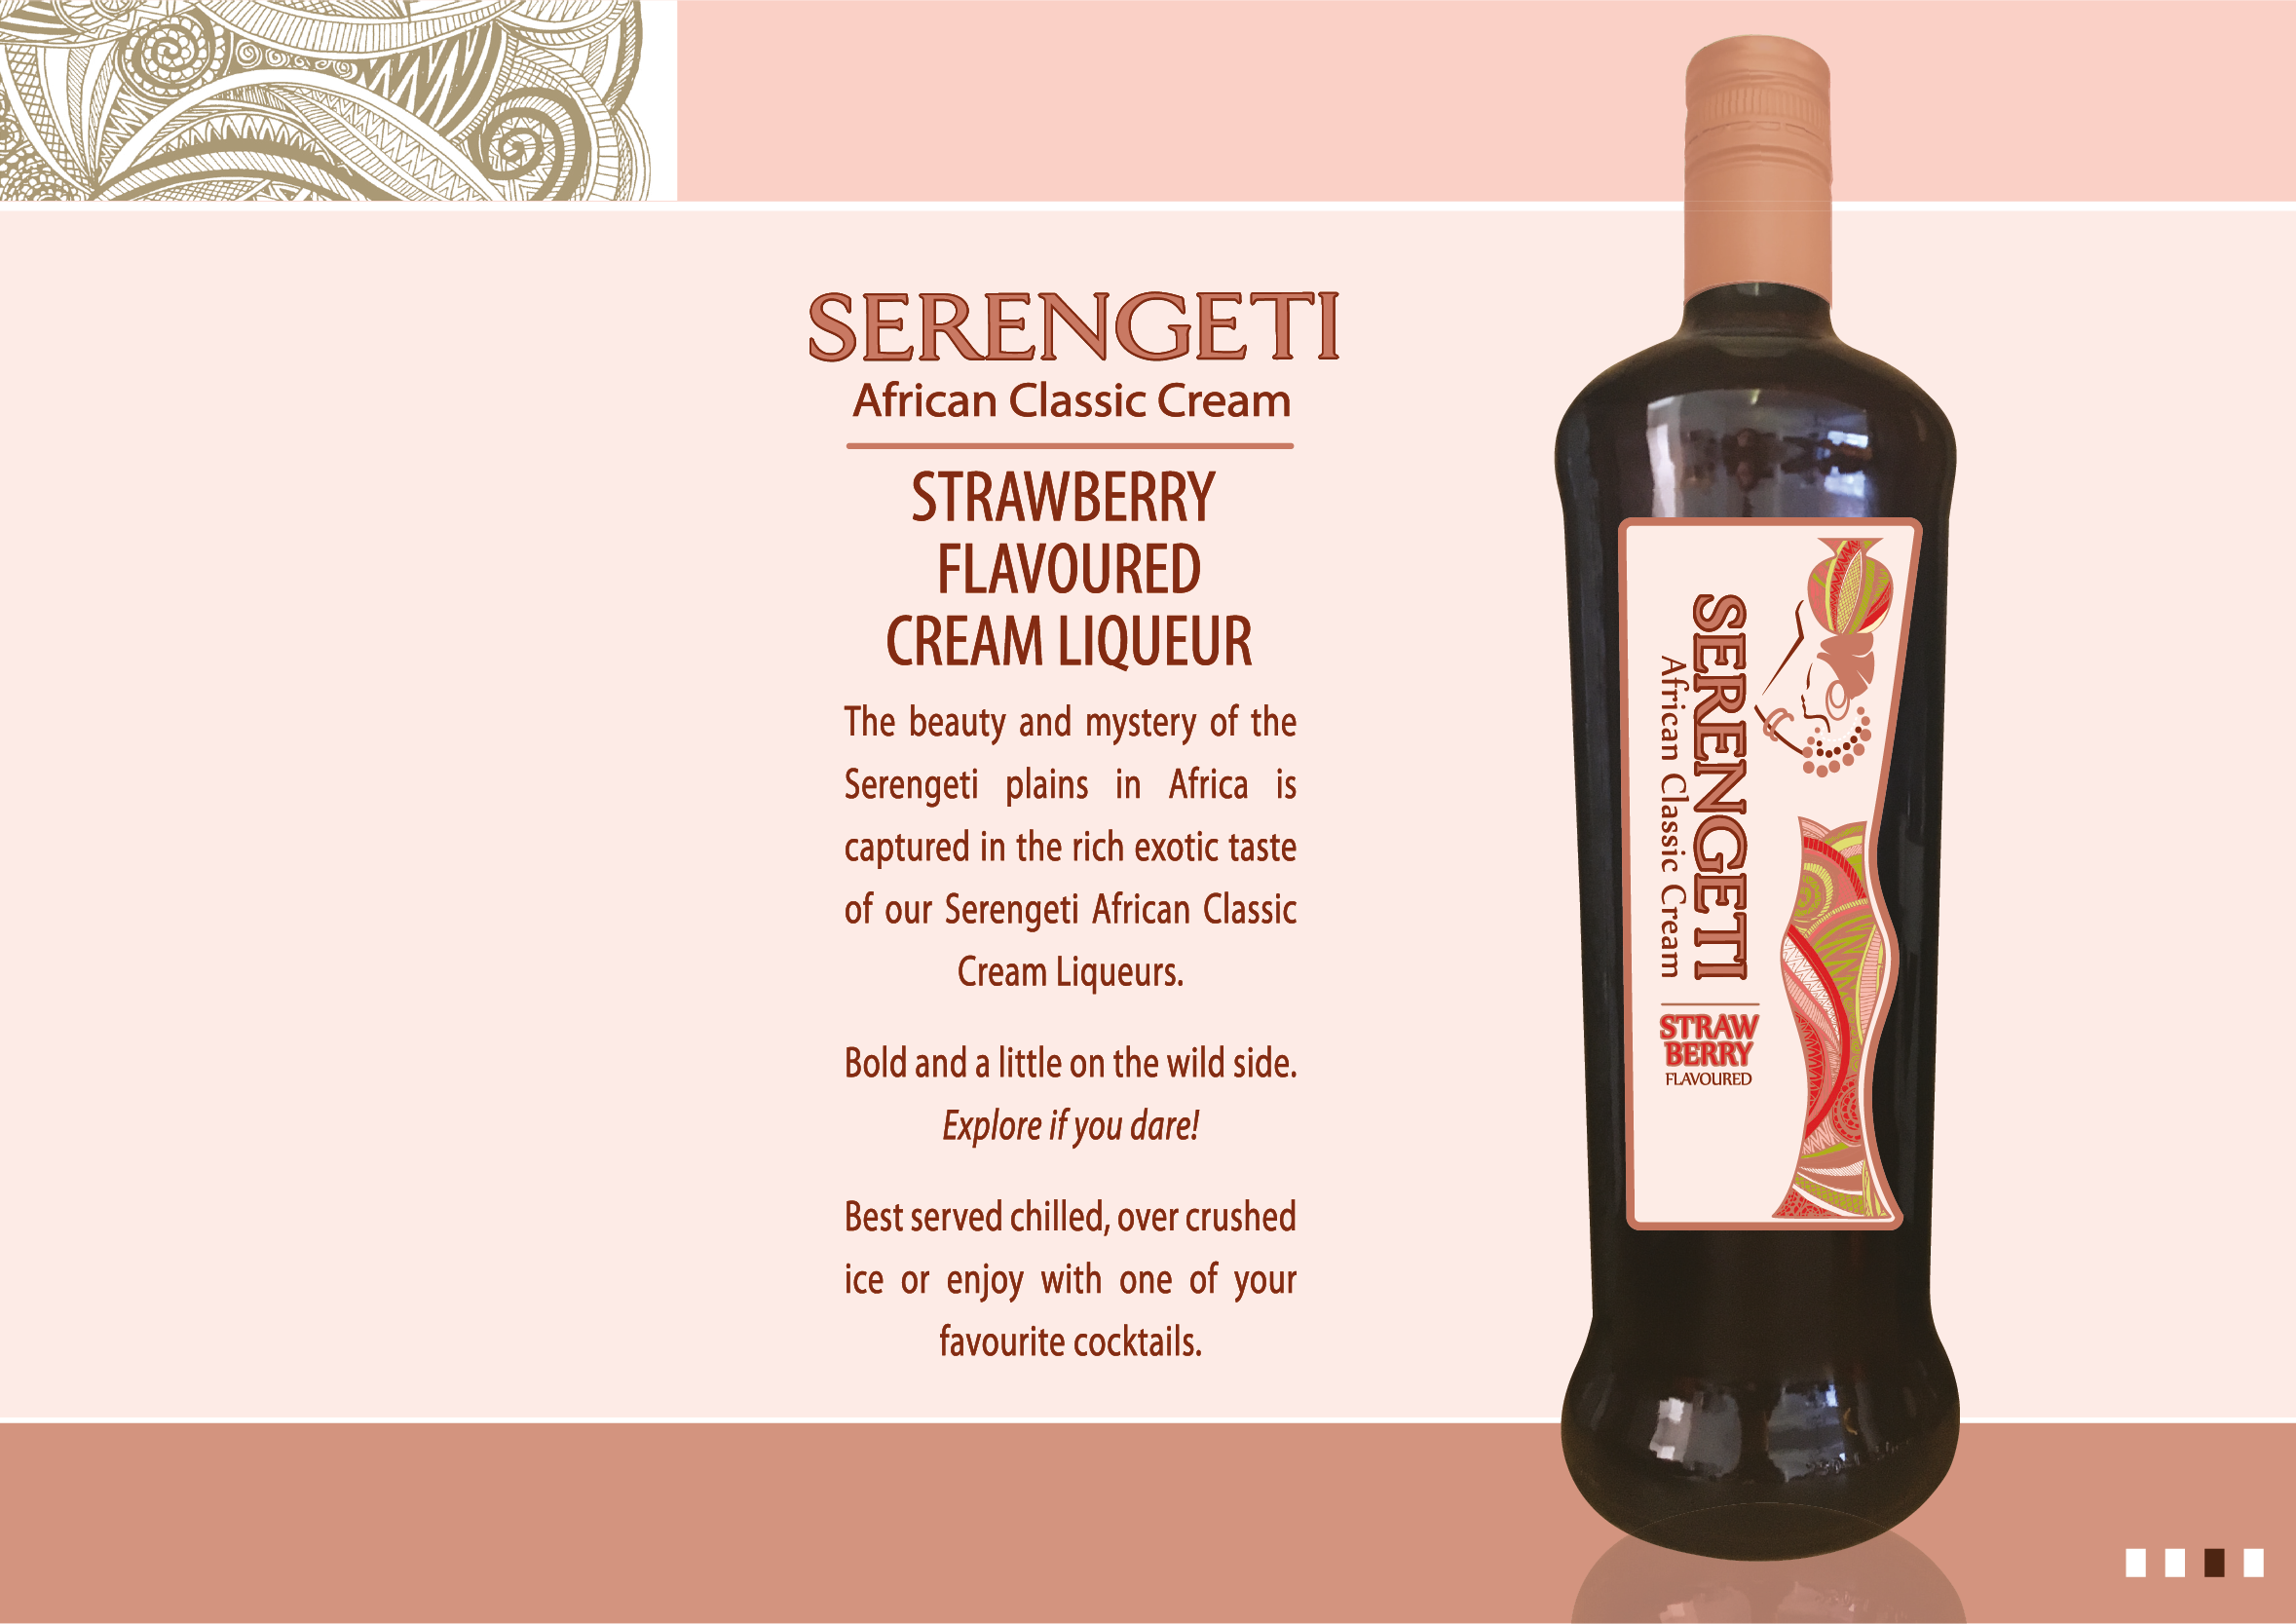 SERENGETI
African Classic Cream
STRAWBERRY
FLAVOURED
CREAM LIQUEUR
The beauty and mystery of the
Serengeti plains in Africa is
captured in the rich exotic taste
of our Serengeti African Classic
Cream Liqueurs.
Bold and a little on the wild side.
Explore if you dare!
Best served chilled, over crushed
ice or enjoy with one of your
favourite cocktails.
SERENGETI
African Classic Cream
STRAW
BERRY
FLAVOURED